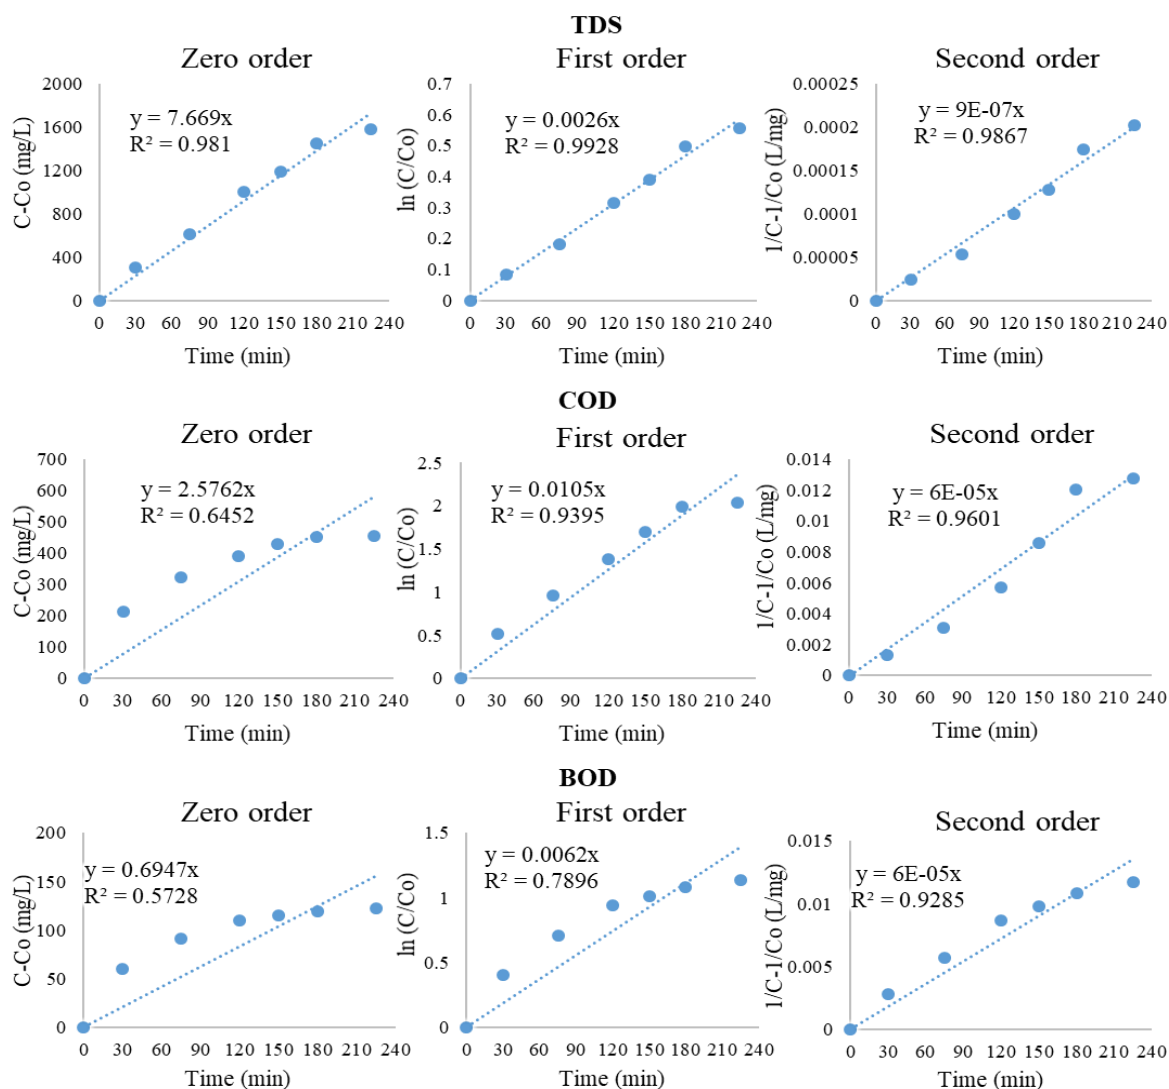 TDS
Zero order
2000
1600
1200
800
400
0
C-Co (mg/L)
y = 7.669x
R² = 0.981
0 30 60 90 120 150 180 210 240
Time (min)
First order
0.7
0.6
0.5
0.4
0.3
0.2
0.1
0
ln (C/Co)
y = 0.0026x
R² = 0.9928
0 30 60 90 120 150 180 210 240
Time (min)
Second order
0.00025
0.0002
0.00015
0.0001
0.00005
0
1/C-1/Co (L/mg)
y = 9E-07x
R² = 0.9867
0 30 60 90 120 150 180 210 240
Time (min)
COD
Zero order
700
600
500
400
300
200
100
0
C-Co (mg/L)
y = 2.5762x
R² = 0.6452
0 30 60 90 120 150 180 210 240
Time (min)
First order
2.5
2
1.5
1
0.5
0
ln (C/Co)
y = 0.0105x
R² = 0.9395
0 30 60 90 120 150 180 210 240
Time (min)
Second order
0.014
0.012
0.01
0.008
0.006
0.004
0.002
0
1/C-1/Co (L/mg)
y = 6E-05x
R² = 0.9601
0 30 60 90 120 150 180 210 240
Time (min)
BOD
Zero order
200
150
100
50
0
C-Co (mg/L)
y = 0.6947x
R² = 0.5728
0 30 60 90 120 150 180 210 240
Time (min)
First order
1.5
1
0.5
0
ln (C/Co)
y = 0.0062x
R² = 0.7896
0 30 60 90 120 150 180 210 240
Time (min)
Second order
0.015
0.01
0.005
0
1/C-1/Co (L/mg)
y = 6E-05x
R² = 0.9285
0 30 60 90 120 150 180 210 240
Time (min)